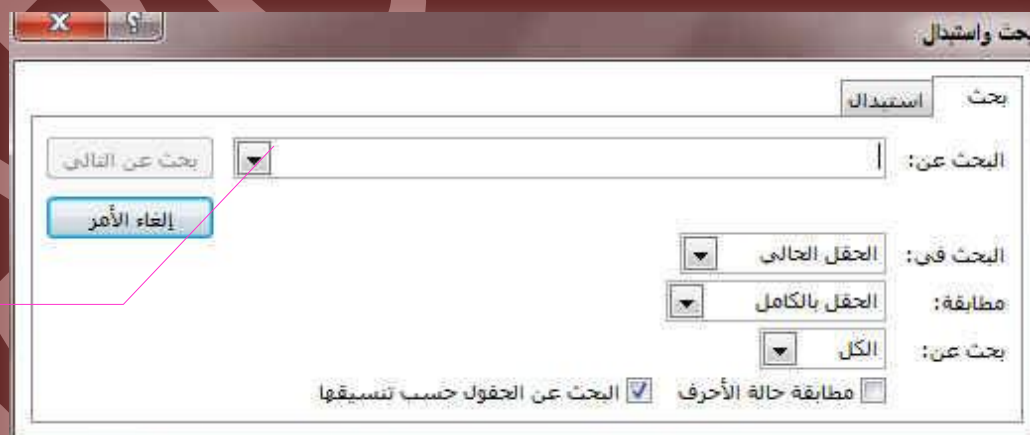 بحث واستبدال
بحث استبدال
البحث عن: بحث عن التالي
إلغاء الأمر
البحث في: الحقل الحالي
مطابقة: الحقل بالكامل
بحث عن: الكل
مطابقة حالة الأحرف البحث عن الحقول حسب تنسيقها